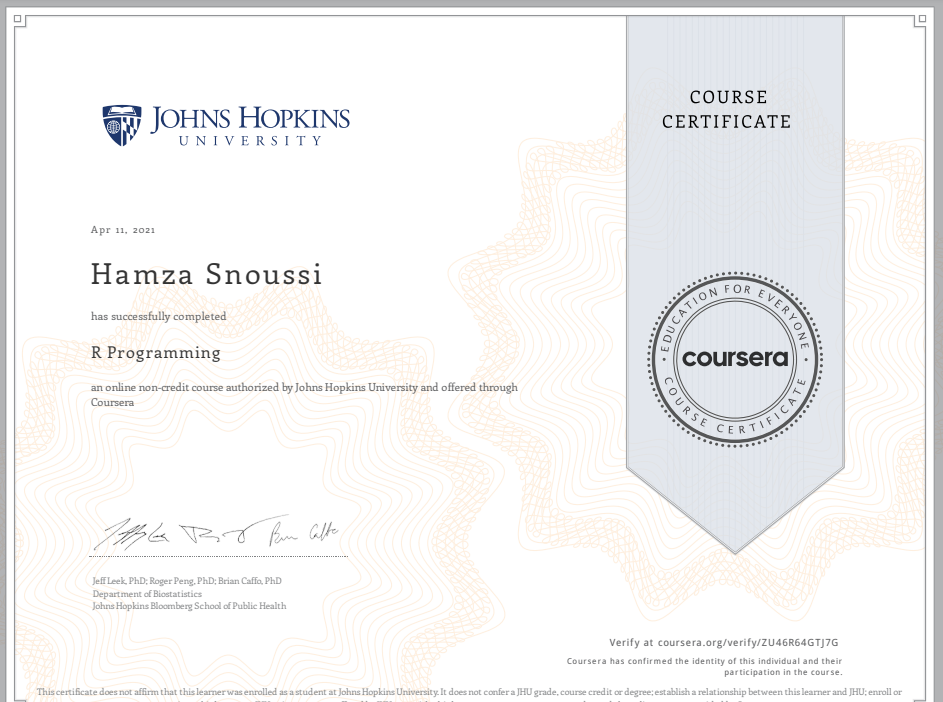 JOHNS HOPKINS
UNIVERSITY
COURSE
CERTIFICATE
Apr 11, 2021
Hamza Snoussi
has successfully completed
R Programming
an online non-credit course authorized by Johns Hopkins University and offered through
Coursera
EDUCATION FOR EVERYONE
coursera
COURSE CERTIFICATE
Jeff Leek, PhD; Roger Peng, PhD; Brian Caffo, PhD
Department of Biostatistics
Johns Hopkins Bloomberg School of Public Health
Verify at coursera.org/verify/ZU46R64GTJ7G
Coursera has confirmed the identity of this individual and their
participation in the course.
This certificate does not affirm that this learner was enrolled as a student at Johns Hopkins University. It does not confer a JHU grade, course credit or degree; establish a relationship between this learner and JHU; enroll or